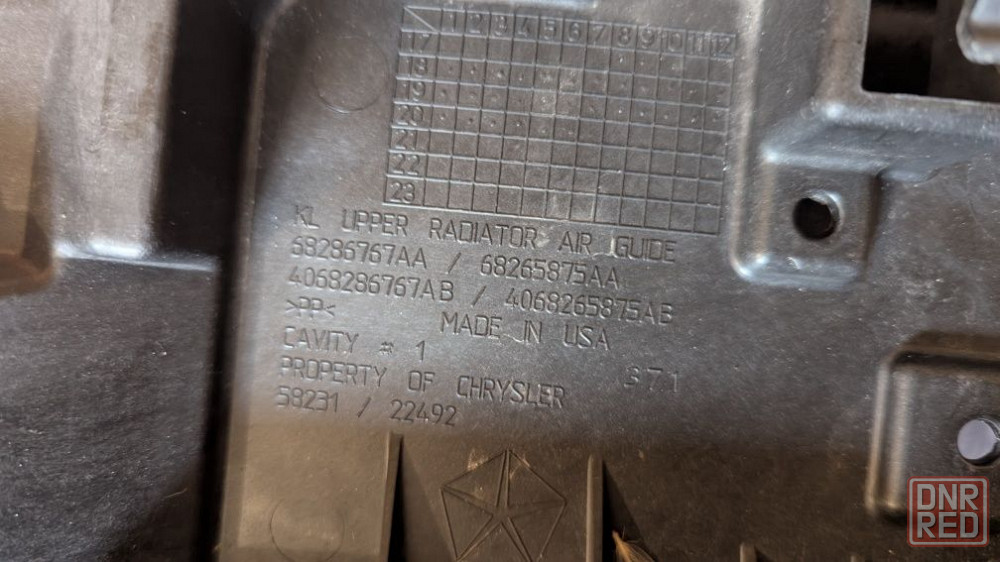 1 2 3 4 5 6 7 8 9 10 11 12
17
18
19
20
21
22
23
KL UPPER RADIATOR AIR GUIDE
68286767AA / 68265875AA
4068286767AB / 4068265875AB
>PP< MADE IN USA
CAVITY # 1
PROPERTY OF CHRYSLER 371
58231 / 22492
DNR
RED